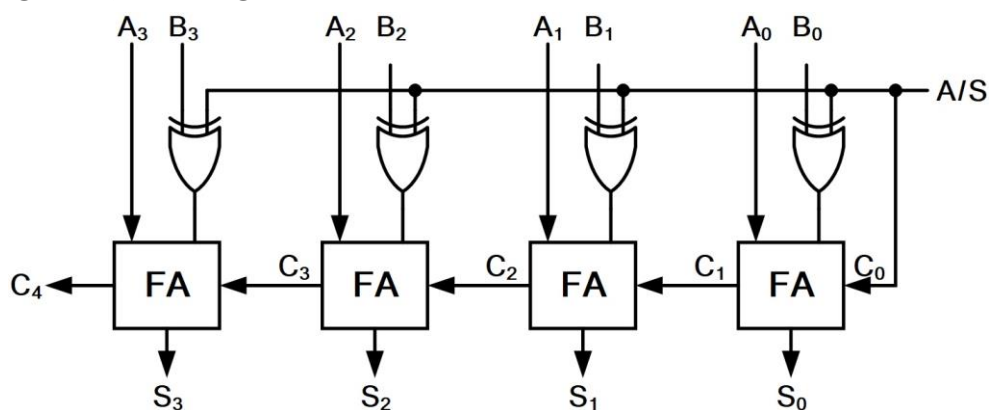 A₃ B₃ A₂ B₂ A₁ B₁ A₀ B₀
A/S
C₄ FA C₃ FA C₂ FA C₁ FA C₀
S₃ S₂ S₁ S₀